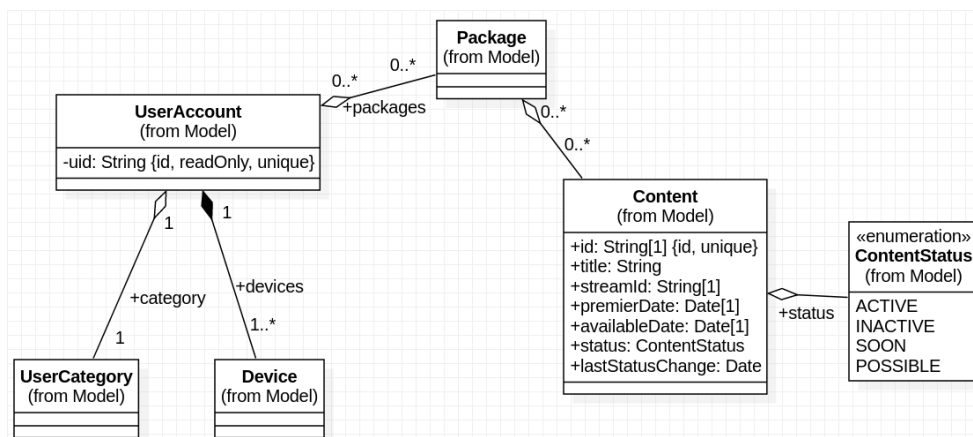 Package
(from Model)
0..*
0..*
+packages
UserAccount
(from Model)
-uid: String {id, readOnly, unique}
0..*
0..*
Content
(from Model)
+id: String[1] {id, unique}
+title: String
+streamId: String[1]
+premierDate: Date[1]
+availableDate: Date[1]
+status: ContentStatus
+lastStatusChange: Date
«enumeration»
ContentStatus
(from Model)
ACTIVE
INACTIVE
SOON
POSSIBLE
+status
1
1
+category
+devices
1
1..*
UserCategory
(from Model)
Device
(from Model)